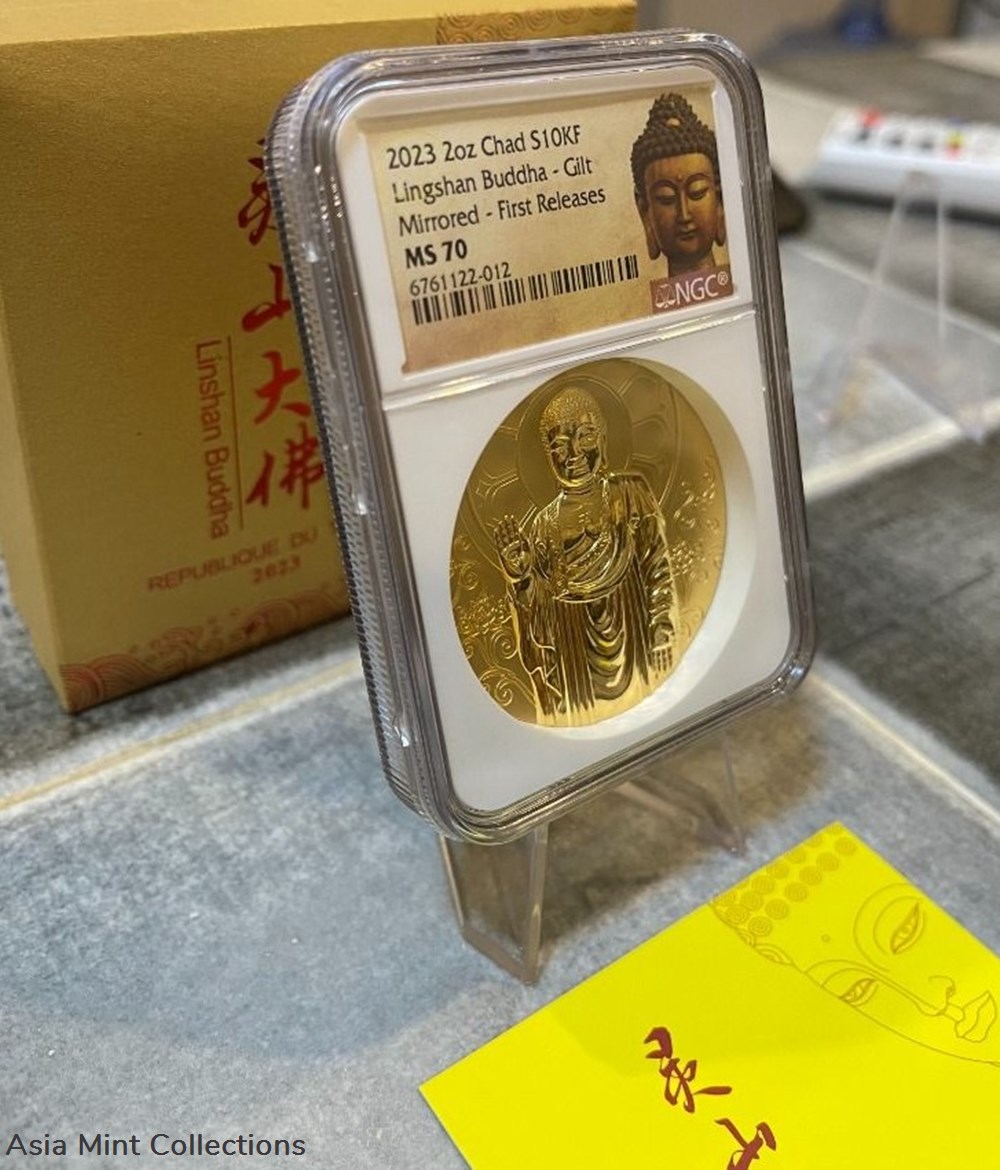 2023 2oz Chad S10KF
Lingshan Buddha - Gilt
Mirrored - First Releases
MS 70
6761122-012
NGC®
山大佛
Linshan Buddha
REPUBLIQUE DU
2023
Asia Mint Collections